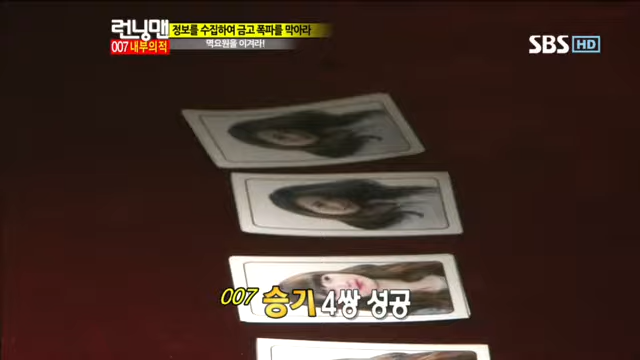 런닝맨
007 내부의 적
정보를 수집하여 금고 폭파를 막아라
먹요원을 이겨라!
SBS HD
007 승기 4쌍 성공